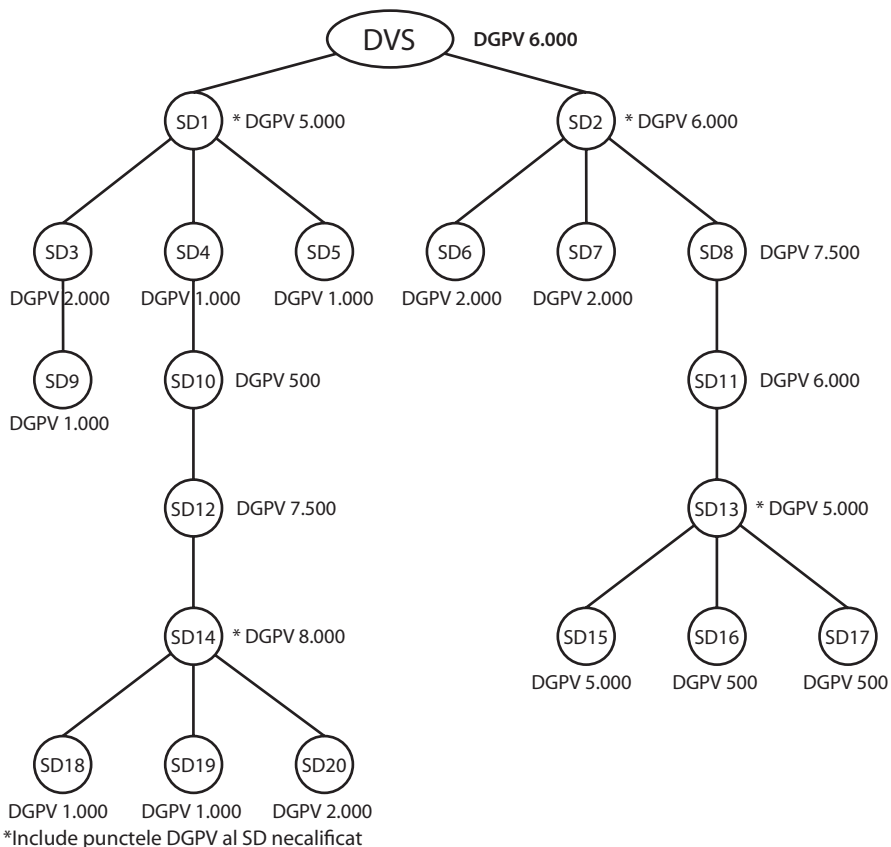 DVS DGPV 6.000
SD1 * DGPV 5.000 SD2 * DGPV 6.000
SD3 SD4 SD5 SD6 SD7 SD8 DGPV 7.500
DGPV 2.000 DGPV 1.000 DGPV 1.000 DGPV 2.000 DGPV 2.000
SD9 SD10 DGPV 500 SD11 DGPV 6.000
DGPV 1.000
SD12 DGPV 7.500 SD13 * DGPV 5.000
SD14 * DGPV 8.000 SD15 SD16 SD17
DGPV 5.000 DGPV 500 DGPV 500
SD18 SD19 SD20
DGPV 1.000 DGPV 1.000 DGPV 2.000
*Include punctele DGPV al SD necalificat